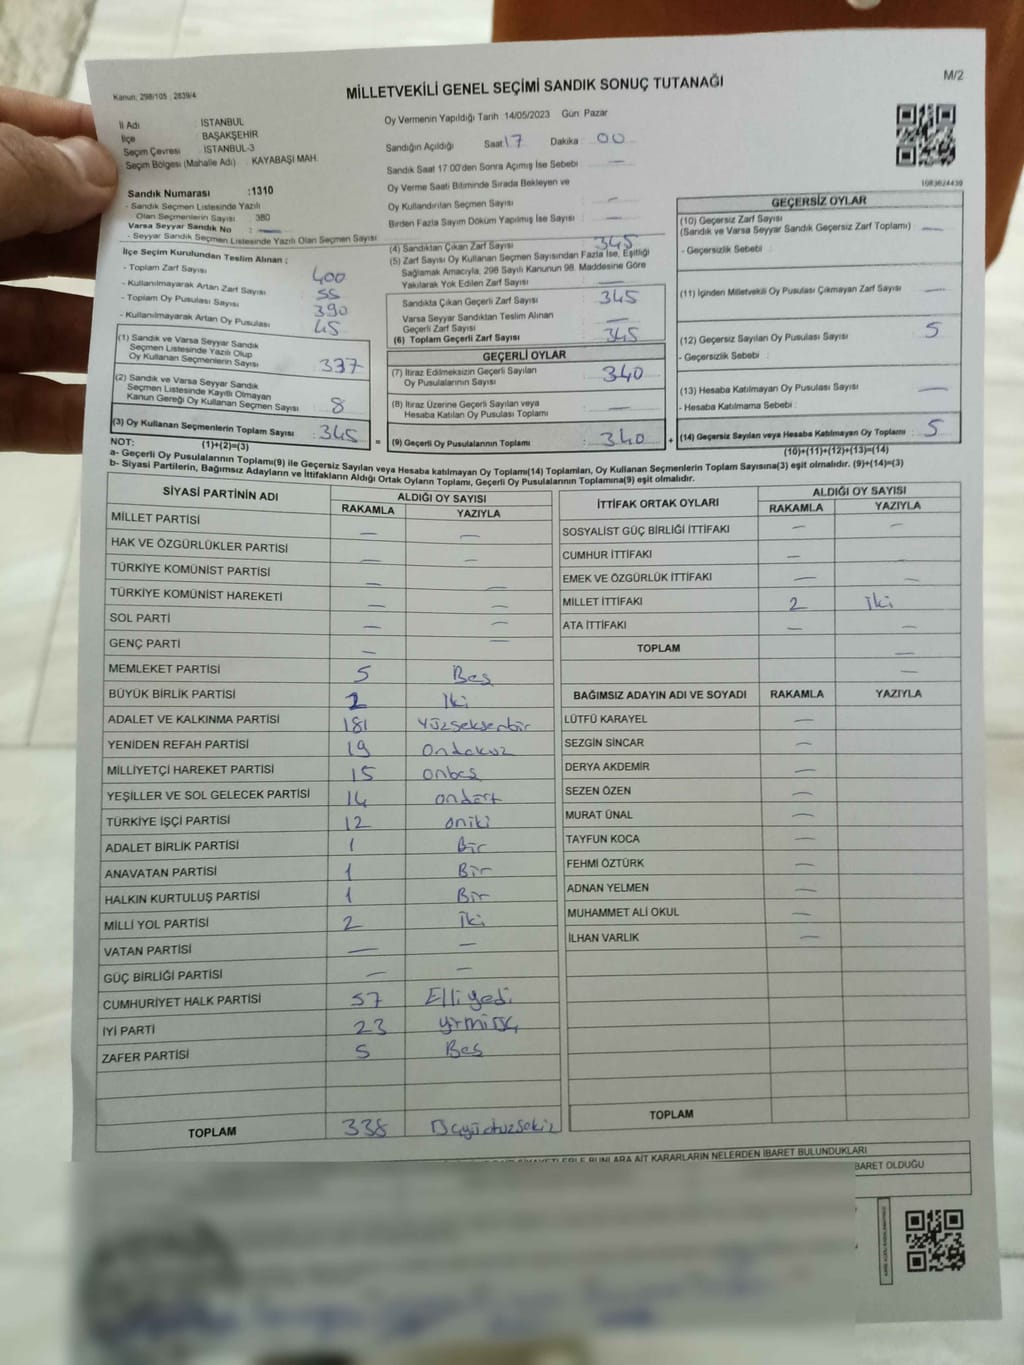 Kanun; 298/105 ; 2839/4
MİLLETVEKİLİ GENEL SEÇİMİ SANDIK SONUÇ TUTANAĞI
M/2
İl Adı : İSTANBUL
İlçe : BAŞAKŞEHİR
Seçim Çevresi : İSTANBUL-3
Seçim Bölgesi (Mahalle Adı) : KAYABAŞI MAH.
Sandık Numarası :1310
- Sandık Seçmen Listesinde Yazılı
Olan Seçmenlerin Sayısı : 380
Varsa Seyyar Sandık No : —
- Seyyar Sandık Seçmen Listesinde Yazılı Olan Seçmen Sayısı :
İlçe Seçim Kurulundan Teslim Alınan ;
- Toplam Zarf Sayısı 400
- Kullanılmayarak Artan Zarf Sayısı : 55
- Toplam Oy Pusulası Sayısı 390
- Kullanılmayarak Artan Oy Pusulası 45
(1) Sandık ve Varsa Seyyar Sandık
Seçmen Listesinde Yazılı Olup
Oy Kullanan Seçmenlerin Sayısı : 337
(2) Sandık ve Varsa Seyyar Sandık
Seçmen Listesinde Kayıtlı Olmayan
Kanun Gereği Oy Kullanan Seçmen Sayısı : 8
(3) Oy Kullanan Seçmenlerin Toplam Sayısı : 345
Oy Vermenin Yapıldığı Tarih 14/05/2023 Gün: Pazar
Sandığın Açıldığı Saat 17 Dakika : 00
Sandık Saat 17:00'den Sonra Açımış İse Sebebi : —
Oy Verme Saati Bitiminde Sırada Bekleyen ve
Oy Kullandırılan Seçmen Sayısı : —
Birden Fazla Sayım Döküm Yapılmış İse Sayısı : —
(4) Sandıktan Çıkan Zarf Sayısı 345
(5) Zarf Sayısı Oy Kullanan Seçmen Sayısından Fazla İse, Eşitliği
Sağlamak Amacıyla, 298 Sayılı Kanunun 98. Maddesine Göre
Yakılarak Yok Edilen Zarf Sayısı : —
Sandıkta Çıkan Geçerli Zarf Sayısı : 345
Varsa Seyyar Sandıktan Teslim Alınan
Geçerli Zarf Sayısı : —
(6) Toplam Geçerli Zarf Sayısı : 345
GEÇERLİ OYLAR
(7) İtiraz Edilmeksizin Geçerli Sayılan
Oy Pusulalarının Sayısı : 340
(8) İtiraz Üzerine Geçerli Sayılan veya
Hesaba Katılan Oy Pusulası Toplamı : —
= (9) Geçerli Oy Pusulalarının Toplamı : 340
1083624430
GEÇERSİZ OYLAR
(10) Geçersiz Zarf Sayısı
(Sandık ve Varsa Seyyar Sandık Geçersiz Zarf Toplamı) : —
- Geçersizlik Sebebi :
(11) İçinden Milletvekili Oy Pusulası Çıkmayan Zarf Sayısı : —
(12) Geçersiz Sayılan Oy Pusulası Sayısı : 5
- Geçersizlik Sebebi :
(13) Hesaba Katılmayan Oy Pusulası Sayısı : —
- Hesaba Katılmama Sebebi :
+ (14) Geçersiz Sayılan veya Hesaba Katılmayan Oy Toplamı : 5
NOT: (1)+(2)=(3) (10)+(11)+(12)+(13)=(14)
a- Geçerli Oy Pusulalarının Toplamı(9) ile Geçersiz Sayılan veya Hesaba katılmayan Oy Toplamı(14) Toplamları, Oy Kullanan Seçmenlerin Toplam Sayısına(3) eşit olmalıdır. (9)+(14)=(3)
b- Siyasi Partilerin, Bağımsız Adayların ve İttifakların Aldığı Ortak Oyların Toplamı, Geçerli Oy Pusulalarının Toplamına(9) eşit olmalıdır.
SİYASİ PARTİNİN ADI ALDIĞI OY SAYISI
RAKAMLA YAZIYLA
MİLLET PARTİSİ — —
HAK VE ÖZGÜRLÜKLER PARTİSİ — —
TÜRKİYE KOMÜNİST PARTİSİ — —
TÜRKİYE KOMÜNİST HAREKETİ — —
SOL PARTİ — —
GENÇ PARTİ — —
MEMLEKET PARTİSİ 5 Beş
BÜYÜK BİRLİK PARTİSİ 2 İki
ADALET VE KALKINMA PARTİSİ 181 Yüzseksenbir
YENİDEN REFAH PARTİSİ 19 Ondokuz
MİLLİYETÇİ HAREKET PARTİSİ 15 onbeş
YEŞİLLER VE SOL GELECEK PARTİSİ 14 ondört
TÜRKİYE İŞÇİ PARTİSİ 12 oniki
ADALET BİRLİK PARTİSİ 1 Bir
ANAVATAN PARTİSİ 1 Bir
HALKIN KURTULUŞ PARTİSİ 1 Bir
MİLLİ YOL PARTİSİ 2 İki
VATAN PARTİSİ — —
GÜÇ BİRLİĞİ PARTİSİ — —
CUMHURİYET HALK PARTİSİ 57 Elliyedi
İYİ PARTİ 23 yirmiüç
ZAFER PARTİSİ 5 Beş
TOPLAM 338 Üçyüzotuzsekiz
İTTİFAK ORTAK OYLARI ALDIĞI OY SAYISI
RAKAMLA YAZIYLA
SOSYALİST GÜÇ BİRLİĞİ İTTİFAKI — —
CUMHUR İTTİFAKI —
EMEK VE ÖZGÜRLÜK İTTİFAKI — —
MİLLET İTTİFAKI 2 iki
ATA İTTİFAKI — —
TOPLAM —
—
BAĞIMSIZ ADAYIN ADI VE SOYADI RAKAMLA YAZIYLA
LÜTFÜ KARAYEL —
SEZGİN SİNCAR —
DERYA AKDEMİR —
SEZEN ÖZEN —
MURAT ÜNAL —
TAYFUN KOCA —
FEHMİ ÖZTÜRK —
ADNAN YELMEN —
MUHAMMET ALİ OKUL —
İLHAN VARLIK —
TOPLAM
BUNLARA AİT KARARLARIN NELERDEN İBARET BULUNDUKLARI
BARET OLDUĞU